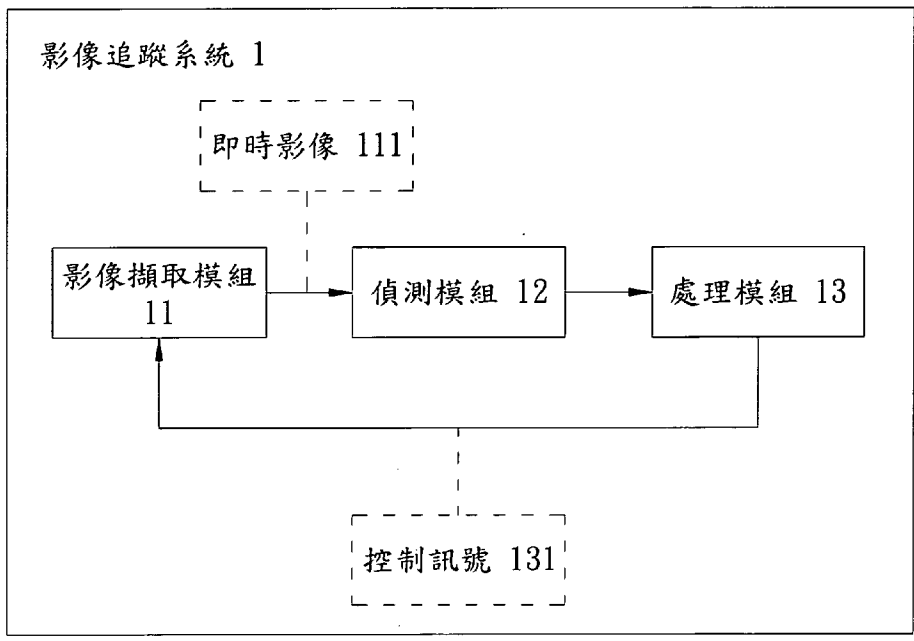 影像追蹤系統 1
即時影像 111
影像擷取模組
11
偵測模組 12
處理模組 13
控制訊號 131